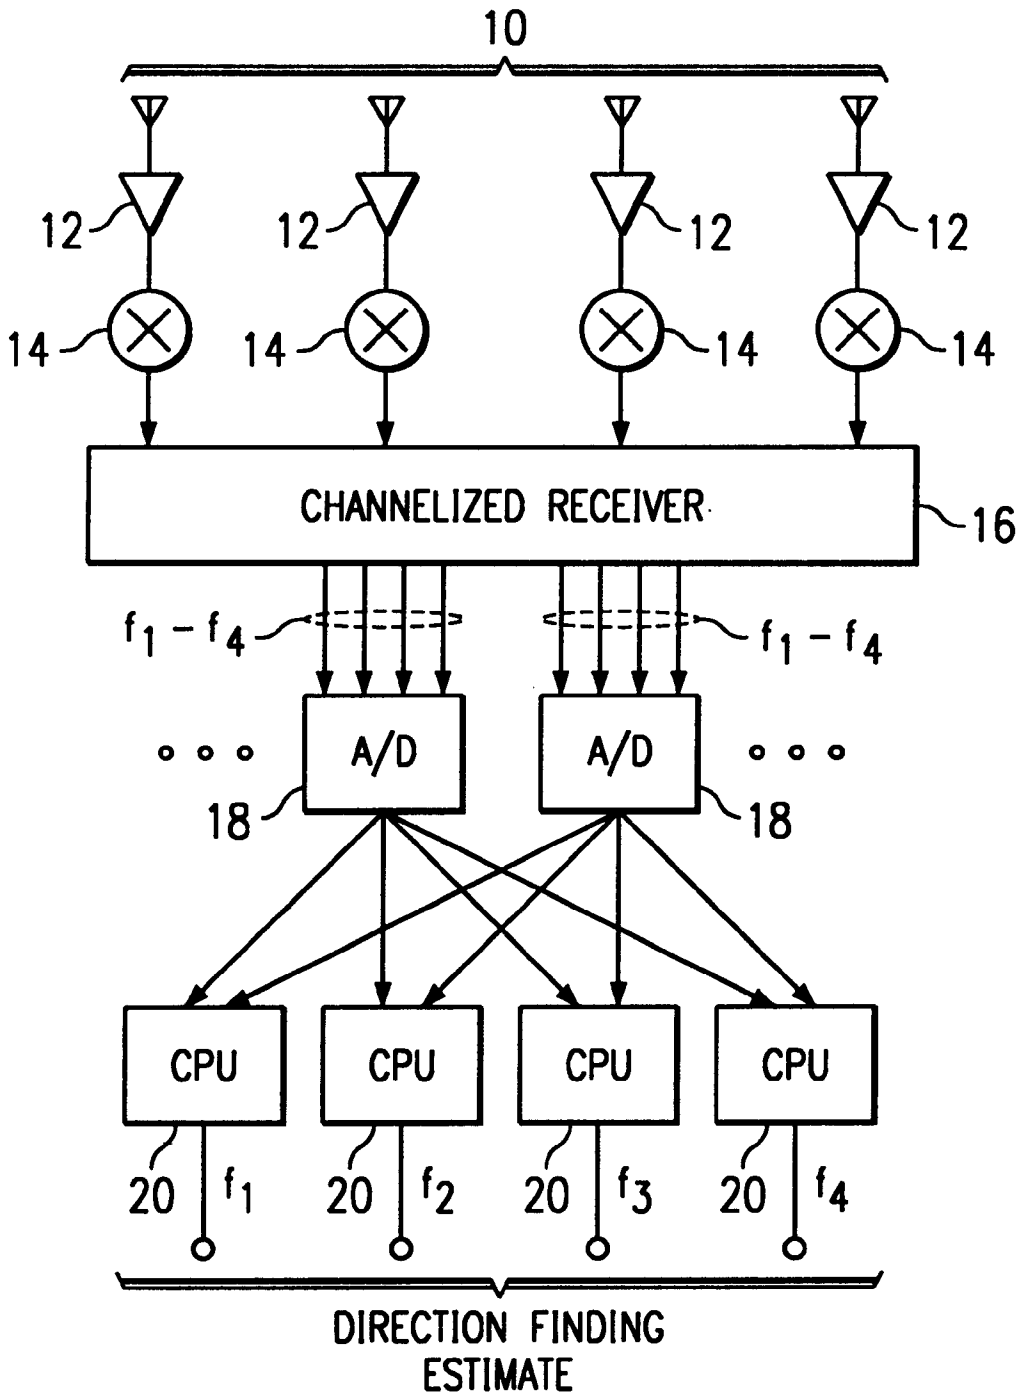 10
12 12 12 12
14 14 14 14
CHANNELIZED RECEIVER
16
f1 – f4 f1 – f4
A/D A/D
18 18
CPU CPU CPU CPU
20 f1 20 f2 20 f3 20 f4
DIRECTION FINDING
ESTIMATE